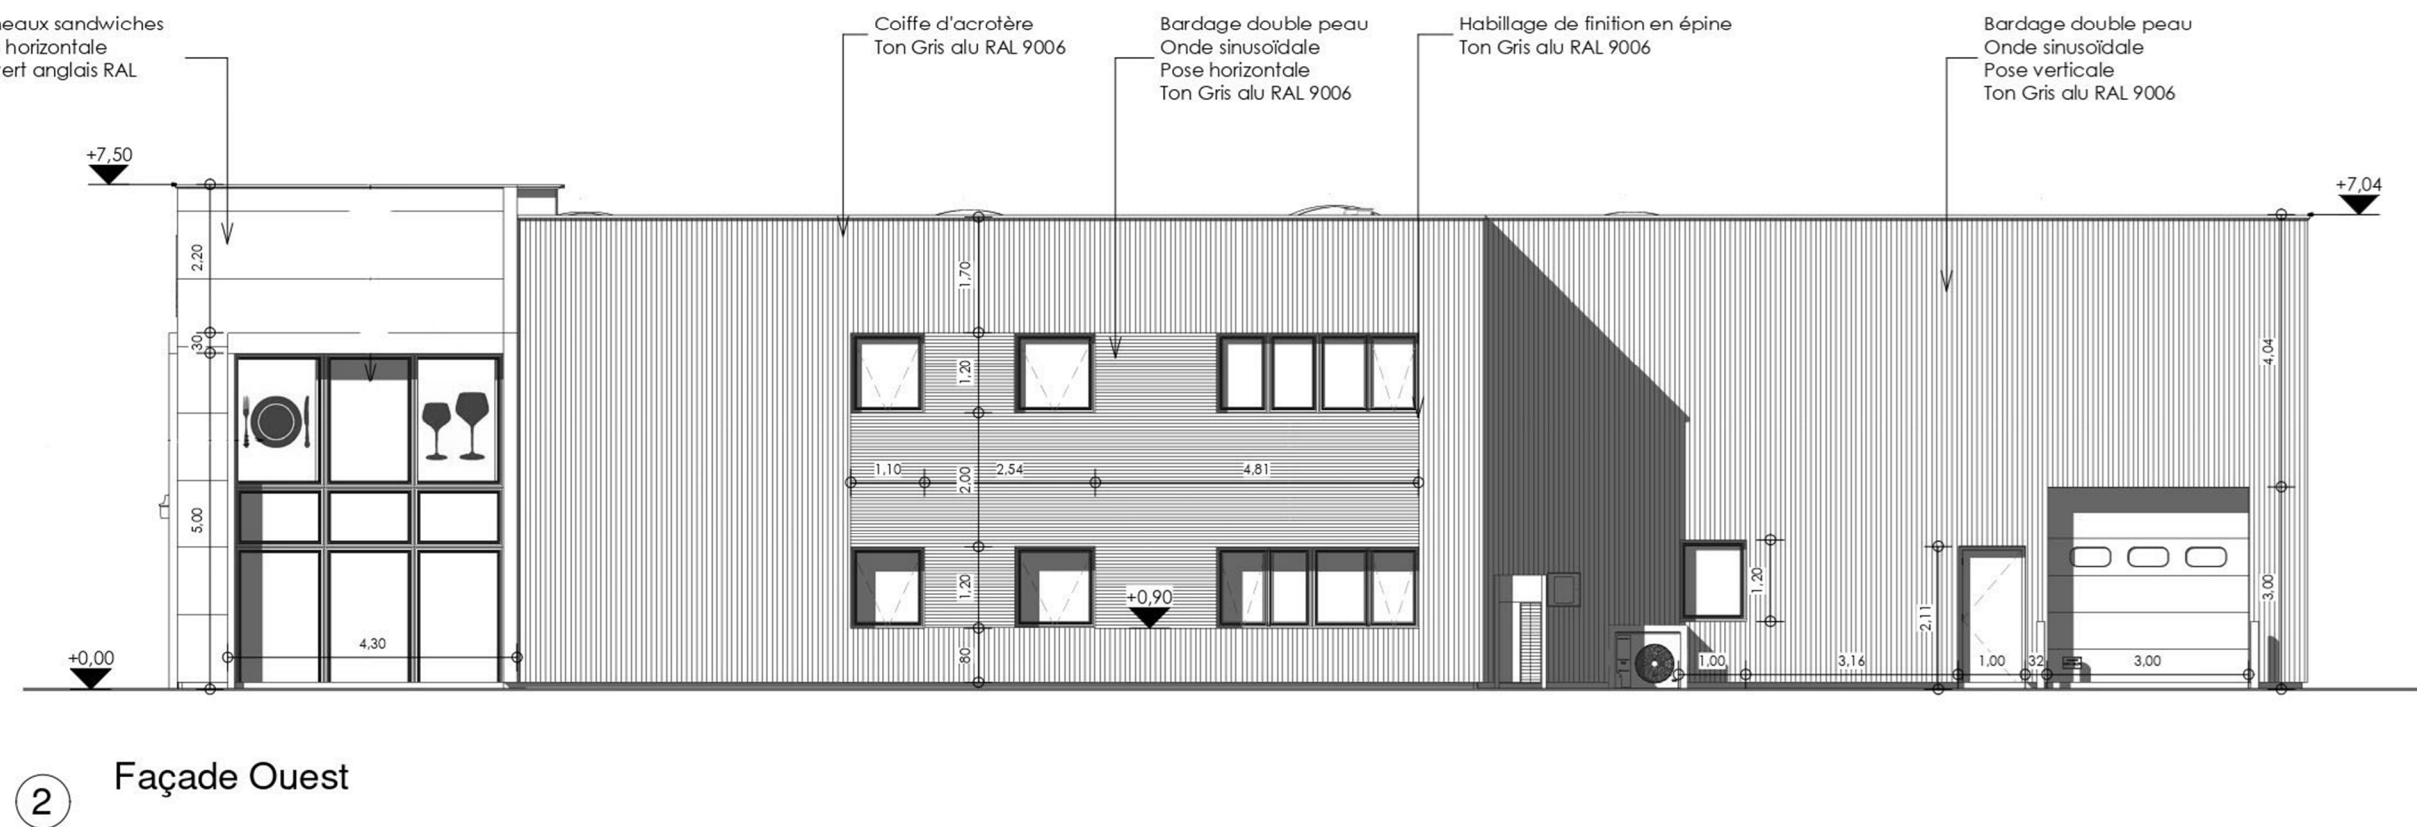 sandwiches
horizontale
anglais RAL
Coiffe d'acrotère
Ton Gris alu RAL 9006
Bardage double peau
Onde sinusoïdale
Pose horizontale
Ton Gris alu RAL 9006
Habillage de finition en épine
Ton Gris alu RAL 9006
Bardage double peau
Onde sinusoïdale
Pose verticale
Ton Gris alu RAL 9006
+7,50
+7,04
2,20
1,70
30
4,04
1,20
1,10
2,54
4,81
2,00
5,00
1,20
1,20
+0,90
3,00
2,11
4,30
80
+0,00
1,00
3,16
1,00
32
3,00
Façade Ouest
2